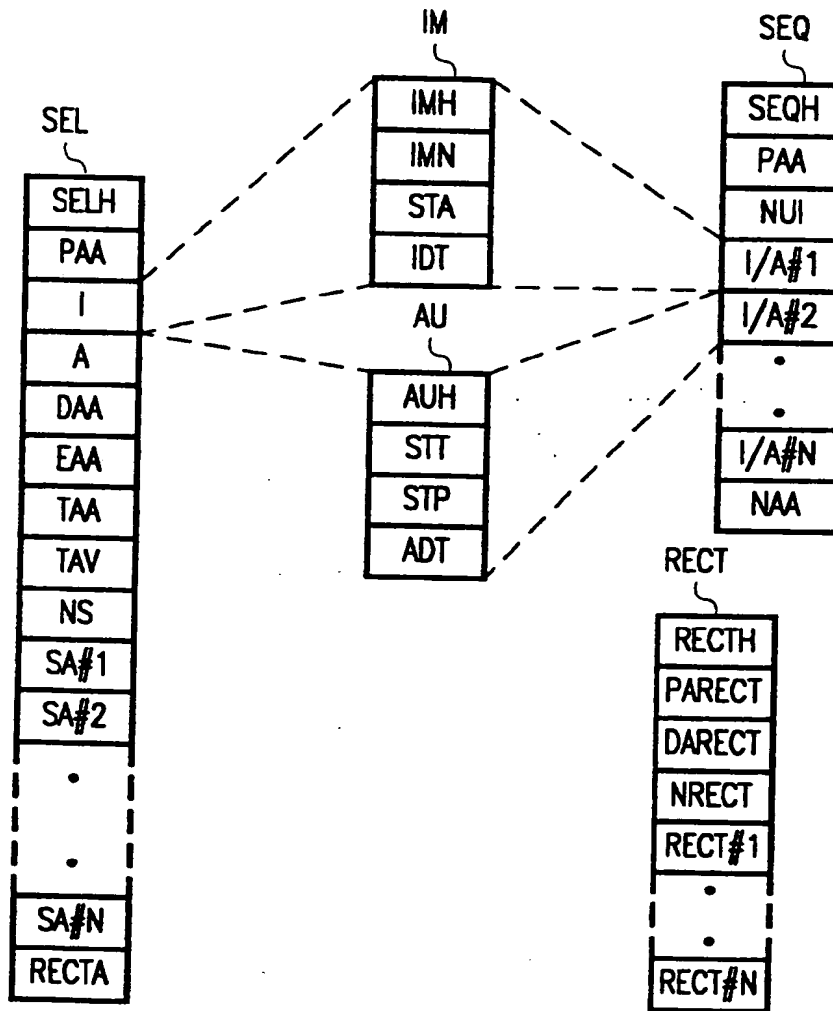 SEL
SELH
PAA
I
A
DAA
EAA
TAA
TAV
NS
SA#1
SA#2
SA#N
RECTA
IM
IMH
IMN
STA
IDT
AU
AUH
STT
STP
ADT
SEQ
SEQH
PAA
NUI
I/A#1
I/A#2
I/A#N
NAA
RECT
RECTH
PARECT
DARECT
NRECT
RECT#1
RECT#N